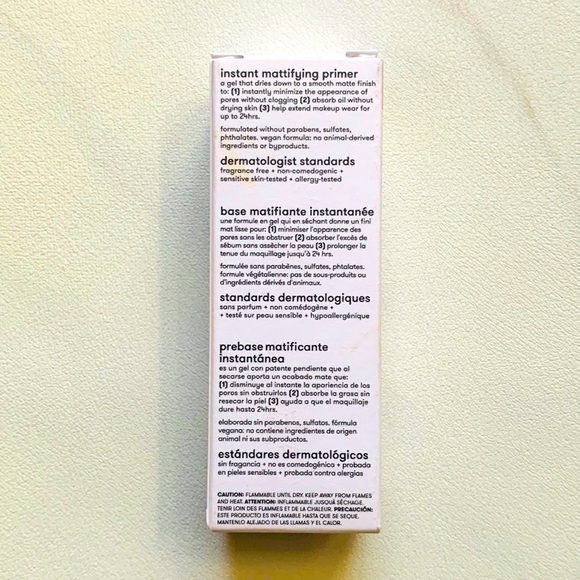 instant mattifying primer
a gel that dries down to a smooth matte finish
to: (1) instantly minimize the appearance of
pores without clogging (2) absorb oil without
drying skin (3) help extend makeup wear for
up to 24hrs.
formulated without parabens, sulfates,
phthalates. vegan formula: no animal-derived
ingredients or byproducts.
dermatologist standards
fragrance free + non-comedogenic +
sensitive skin-tested + allergy-tested
base matifiante instantanée
une formule en gel qui en séchant donne un fini
mat lisse pour: (1) minimiser l'apparence des
pores sans les obstruer (2) absorber l'excès de
sébum sans assècher la peau (3) prolonger la
tenue du maquillage jusqu'à 24 hrs.
formulée sans parabènes, sulfates, phtalates.
formule végétalienne: pas de sous-produits ou
d'ingrédients dérivés d'animaux.
standards dermatologiques
sans parfum + non comédogène +
+ testé sur peau sensible + hypoallergénique
prebase matificante
instantánea
es un gel con patente pendiente que al
secarse aporta un acabado mate que:
(1) disminuye al instante la apariencia de los
poros sin obstruirlos (2) absorbe la grasa sin
resecar la piel (3) ayuda a que el maquillaje
dure hasta 24hrs.
elaborada sin parabenos, sulfatos. fórmula
vegana: no contiene ingredientes de origen
animal ni sus subproductos.
estándares dermatológicos
sin fragancia + no es comedogénica + probada
en pieles sensibles + probada contra alergias
CAUTION: FLAMMABLE UNTIL DRY. KEEP AWAY FROM FLAMES
AND HEAT. ATTENTION: INFLAMMABLE JUSQUÀ SÉCHAGE.
TENIR LOIN DES FLAMMES ET DE LA CHALEUR. PRECAUCIÓN:
ESTE PRODUCTO ES INFLAMABLE HASTA QUE SE SEQUE.
MANTENLO ALEJADO DE LAS LLAMAS Y EL CALOR.